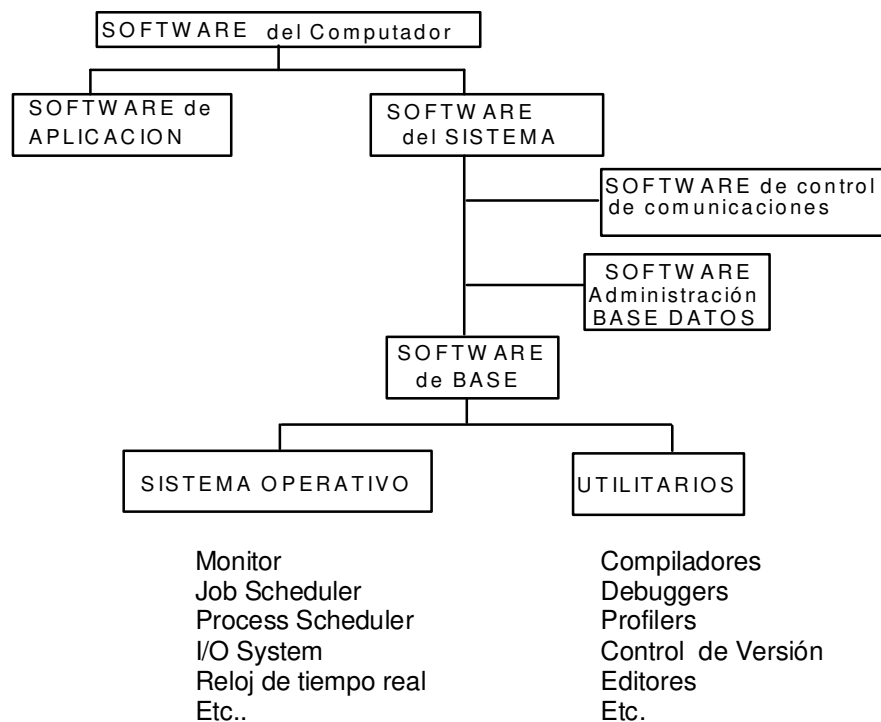 SOFTWARE del Computador
SOFTWARE de
APLICACION
SOFTWARE
del SISTEMA
SOFTWARE de control
de comunicaciones
SOFTWARE
Administración
BASE DATOS
SOFTWARE
de BASE
SISTEMA OPERATIVO
UTILITARIOS
Monitor
Job Scheduler
Process Scheduler
I/O System
Reloj de tiempo real
Etc..
Compiladores
Debuggers
Profilers
Control de Versión
Editores
Etc.